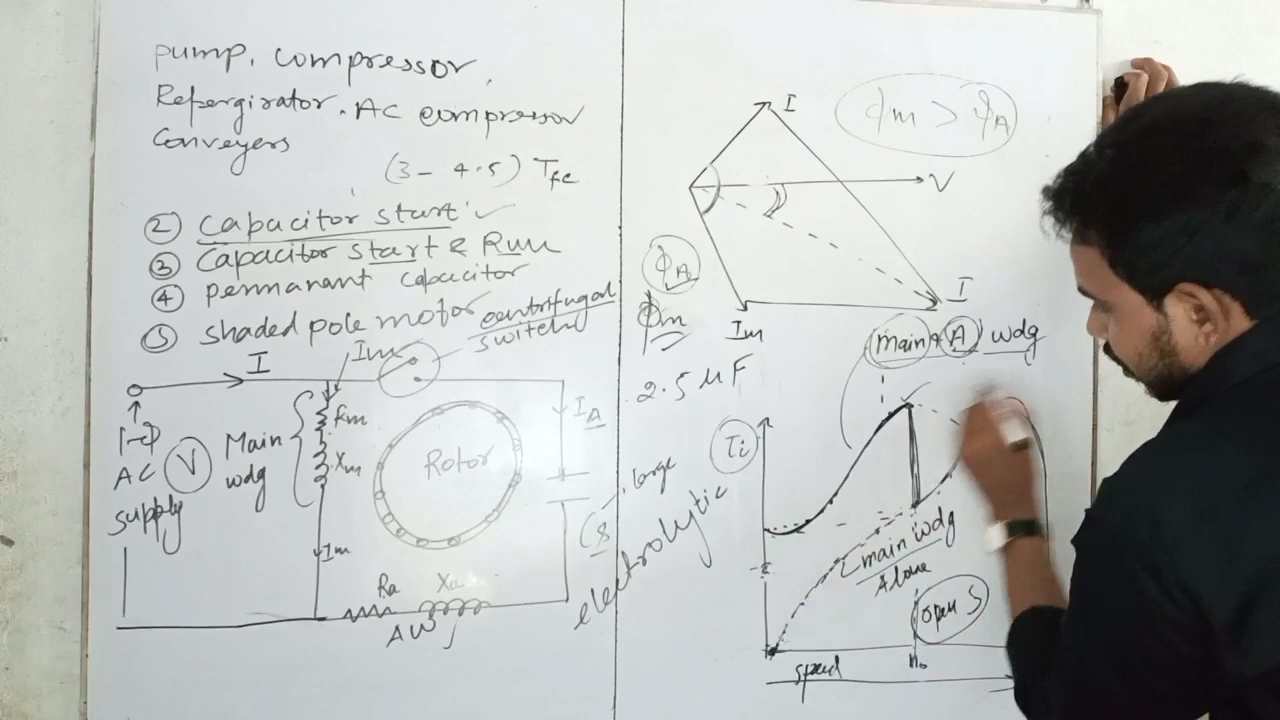 pump, compressor,
Refergirator. AC compressor
Conveyers
(3 - 4.5) Tfe
② Capacitor start ✓
③ Capacitor start & Run
④ permanant capacitor
⑤ shaded pole motor
centrifugal
switch
I
Im
1-Φ
AC
supply
V
Main
wdg
Rm
Xm
Im
Rotor
IA
Cs
large
electrolytic
Ra
Xa
AW
ϕm > ϕA
I
V
I
Im
ϕA
ϕm
2.5 μF
main + A wdg
Ti
main wdg
Alone
open S
speed
n₀